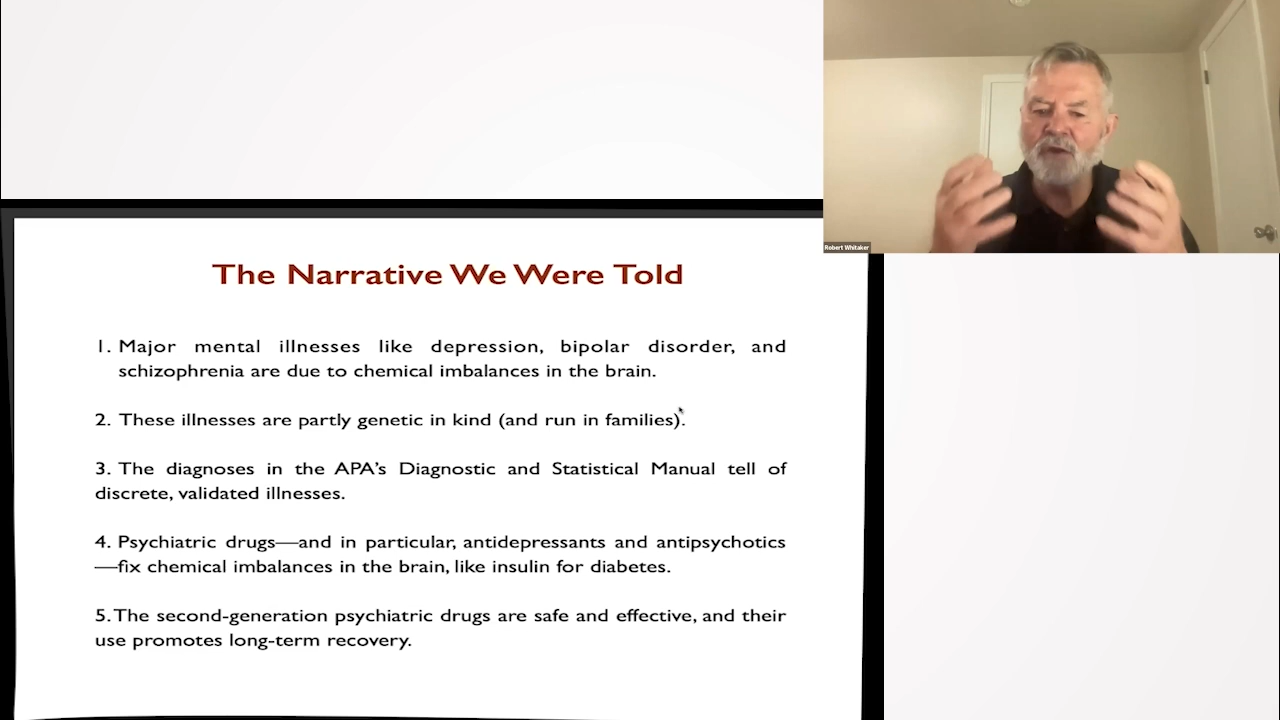 Robert Whitaker
The Narrative We Were Told
1. Major mental illnesses like depression, bipolar disorder, and
schizophrenia are due to chemical imbalances in the brain.
2. These illnesses are partly genetic in kind (and run in families).
3. The diagnoses in the APA’s Diagnostic and Statistical Manual tell of
discrete, validated illnesses.
4. Psychiatric drugs—and in particular, antidepressants and antipsychotics
—fix chemical imbalances in the brain, like insulin for diabetes.
5. The second-generation psychiatric drugs are safe and effective, and their
use promotes long-term recovery.